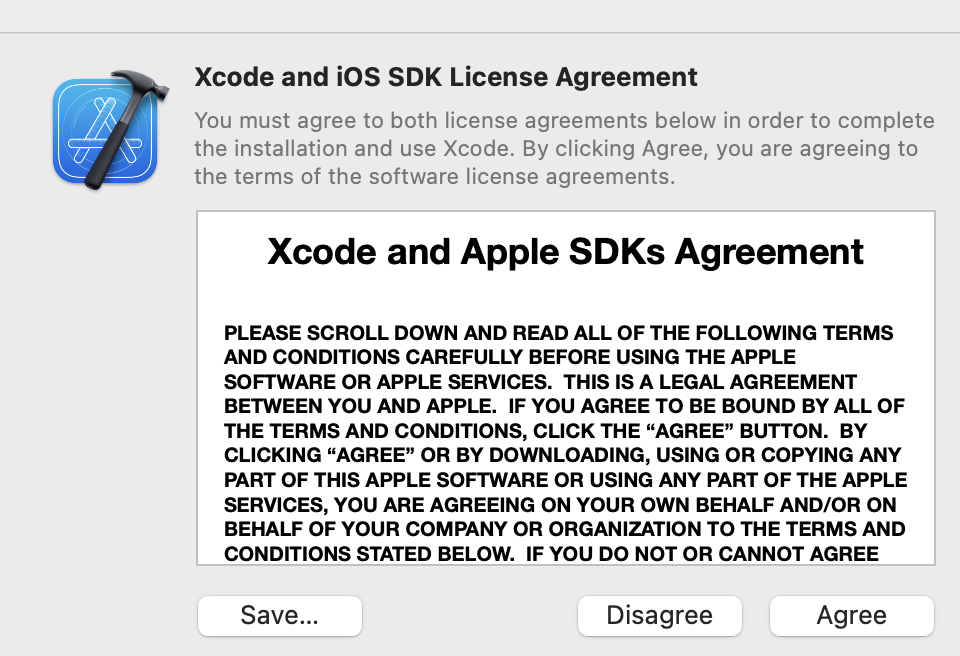 Xcode and iOS SDK License Agreement
You must agree to both license agreements below in order to complete
the installation and use Xcode. By clicking Agree, you are agreeing to
the terms of the software license agreements.
Xcode and Apple SDKs Agreement
PLEASE SCROLL DOWN AND READ ALL OF THE FOLLOWING TERMS
AND CONDITIONS CAREFULLY BEFORE USING THE APPLE
SOFTWARE OR APPLE SERVICES.  THIS IS A LEGAL AGREEMENT
BETWEEN YOU AND APPLE.  IF YOU AGREE TO BE BOUND BY ALL OF
THE TERMS AND CONDITIONS, CLICK THE “AGREE” BUTTON.  BY
CLICKING “AGREE” OR BY DOWNLOADING, USING OR COPYING ANY
PART OF THIS APPLE SOFTWARE OR USING ANY PART OF THE APPLE
SERVICES, YOU ARE AGREEING ON YOUR OWN BEHALF AND/OR ON
BEHALF OF YOUR COMPANY OR ORGANIZATION TO THE TERMS AND
CONDITIONS STATED BELOW.  IF YOU DO NOT OR CANNOT AGREE
Save... Disagree Agree